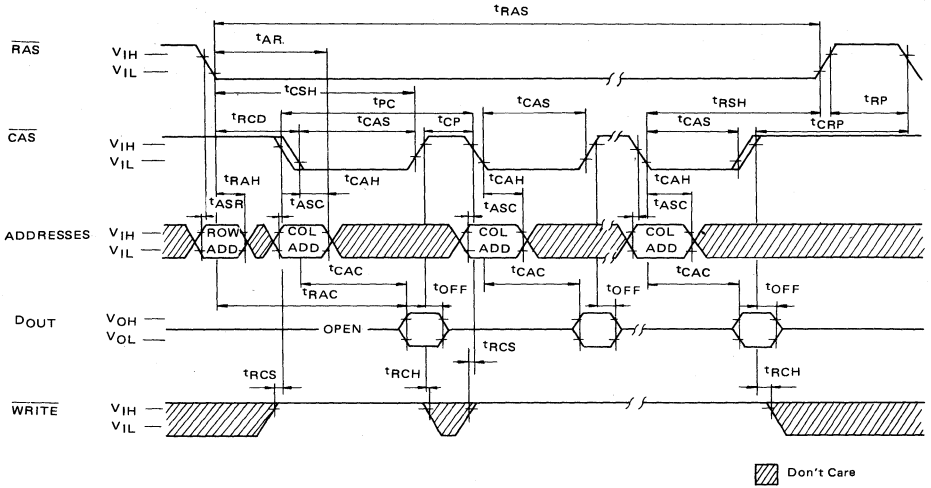 tRAS
tAR.
RAS
VIH
VIL
tCSH
tPC
tCAS
tRSH
tRP
tRCD
tCAS
tCP
tCAS
tCRP
CAS
VIH
VIL
tRAH
tCAH
tCAH
tCAH
tASR
tASC
tASC
tASC
ADDRESSES
VIH
VIL
ROW ADD
COL ADD
COL ADD
COL ADD
tCAC
tCAC
tCAC
tRAC
tOFF
tOFF
tOFF
DOUT
VOH
VOL
OPEN
tRCS
tRCS
tRCH
tRCH
WRITE
VIH
VIL
Don't Care